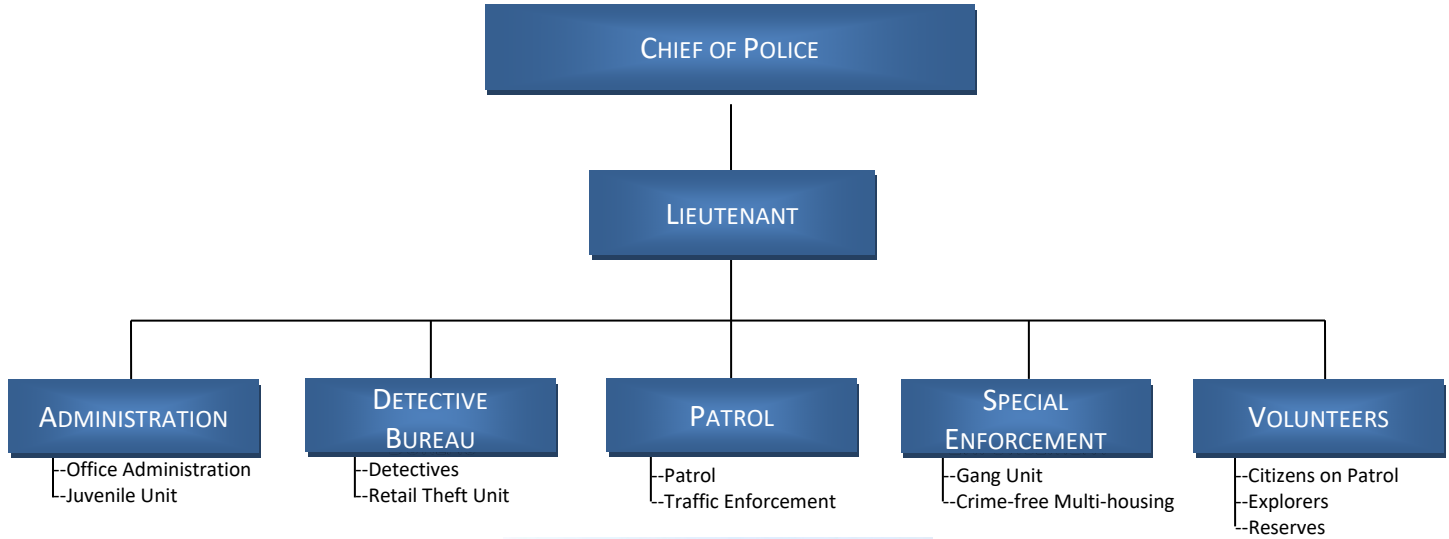 CHIEF OF POLICE
LIEUTENANT
ADMINISTRATION
--Office Administration
--Juvenile Unit
DETECTIVE
BUREAU
--Detectives
--Retail Theft Unit
PATROL
--Patrol
--Traffic Enforcement
SPECIAL
ENFORCEMENT
--Gang Unit
--Crime-free Multi-housing
VOLUNTEERS
--Citizens on Patrol
--Explorers
--Reserves